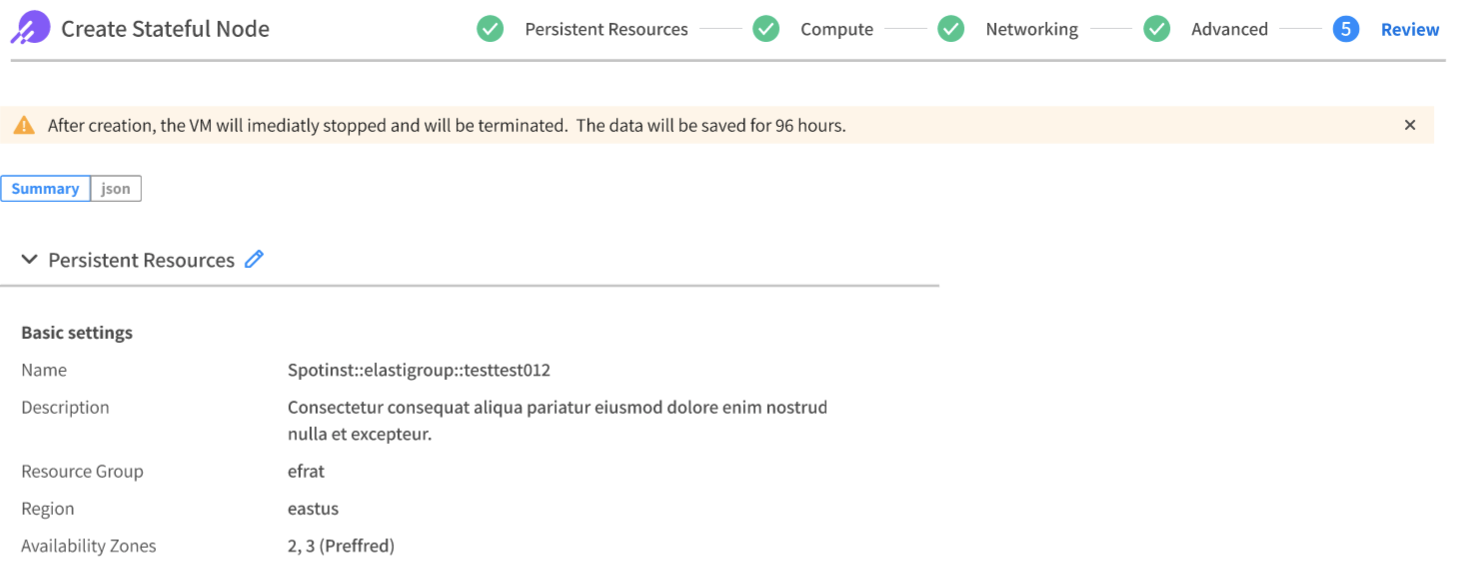 Create Stateful Node
Persistent Resources
Compute
Networking
Advanced
5 Review
After creation, the VM will imediatly stopped and will be terminated. The data will be saved for 96 hours.
Summary json
Persistent Resources
Basic settings
Name Spotinst::elastigroup::testtest012
Description Consectetur consequat aliqua pariatur eiusmod dolore enim nostrud
nulla et excepteur.
Resource Group efrat
Region eastus
Availability Zones 2, 3 (Preffred)